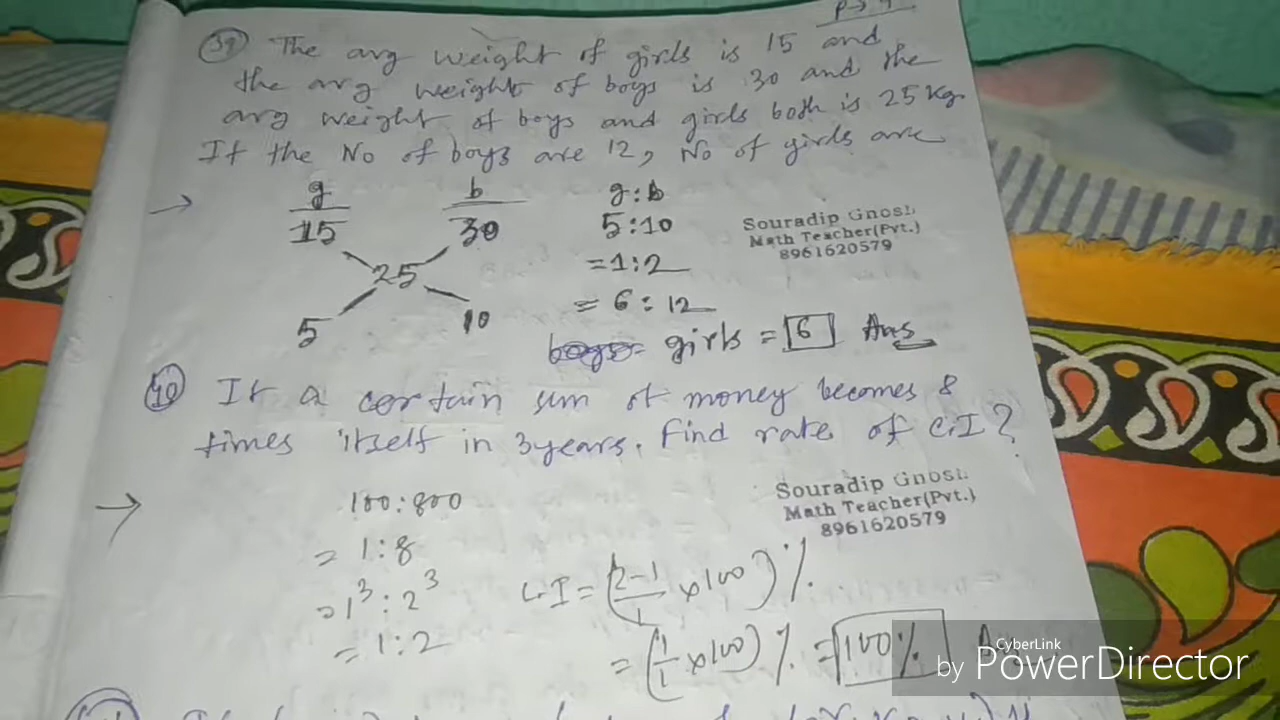 39 The avg weight of girls is 15 and
the avg weight of boys is 30 and the
avg weight of boys and girls both is 25 kg.
If the No of boys are 12, No of girls are
→ g b g:b
15 30 5:10
25 =1:2
5 10 = 6:12
girls = 6 Ans
Souradip Ghosh
Math Teacher(Pvt.)
8961620579
40 If a certain sum of money becomes 8
times itself in 3 years. Find rate of C.I?
→ 100:800
= 1:8
= 1³:2³
= 1:2
C.I = (2-1/1 x 100) %
= (1/1 x 100) % = 100%
Souradip Ghosh
Math Teacher(Pvt.)
8961620579
CyberLink
by PowerDirector